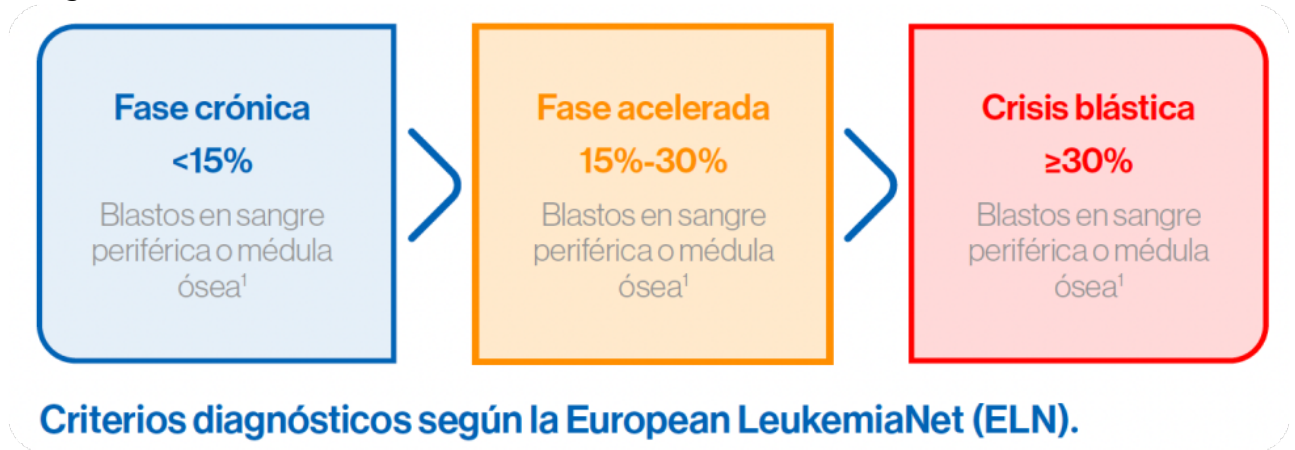 Fase crónica
<15%
Blastos en sangre
periférica o médula
ósea¹
Fase acelerada
15%-30%
Blastos en sangre
periférica o médula
ósea¹
Crisis blástica
≥30%
Blastos en sangre
periférica o médula
ósea¹
Criterios diagnósticos según la European LeukemiaNet (ELN).